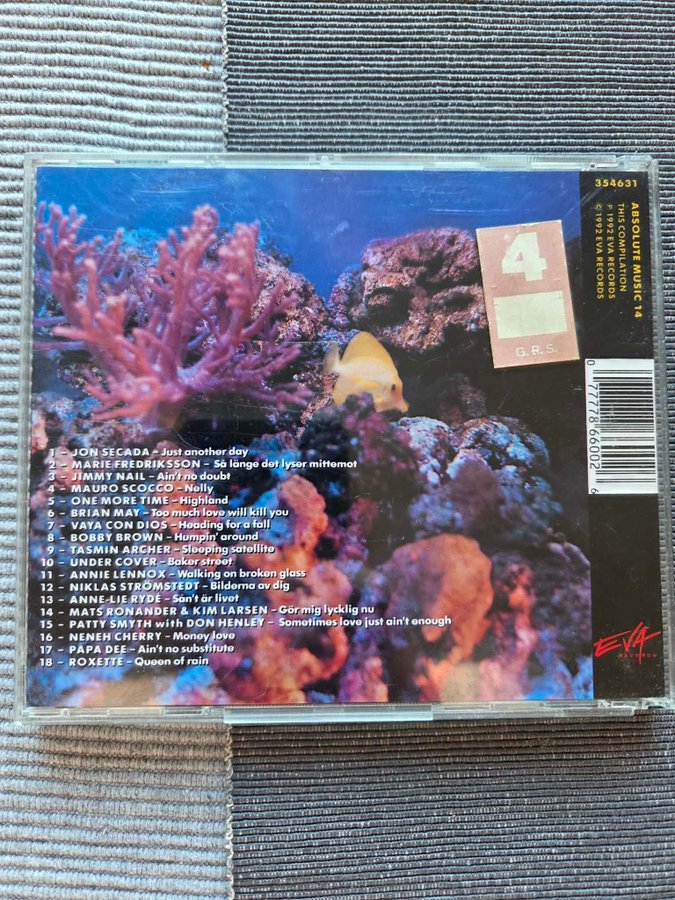 354631
ABSOLUTE MUSIC 14
THIS COMPILATION
℗ 1992 EVA RECORDS
© 1992 EVA RECORDS
4
G.R.S.
0 77778 66002 6
1 – JON SECADA – Just another day
2 – MARIE FREDRIKSSON – Så länge det lyser mittemot
3 – JIMMY NAIL – Ain't no doubt
4 – MAURO SCOCCO – Nelly
5 – ONE MORE TIME – Highland
6 – BRIAN MAY – Too much love will kill you
7 – VAYA CON DIOS – Heading for a fall
8 – BOBBY BROWN – Humpin' around
9 – TASMIN ARCHER – Sleeping satellite
10 – UNDER COVER – Baker street
11 – ANNIE LENNOX – Walking on broken glass
12 – NIKLAS STRÖMSTEDT – Bilderna av dig
13 – ANNE-LIE RYDÉ – Sån't är livet
14 – MATS RONANDER & KIM LARSEN – Gör mig lycklig nu
15 – PATTY SMYTH with DON HENLEY – Sometimes love just ain't enough
16 – NENEH CHERRY – Money love
17 – PAPA DEE – Ain't no substitute
18 – ROXETTE – Queen of rain
EVA
RECORDS